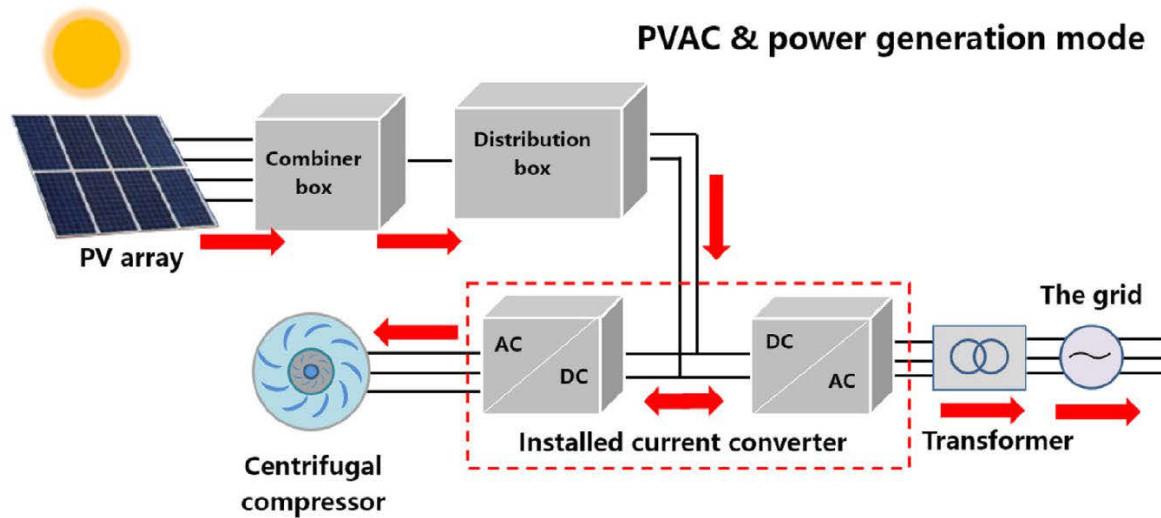 PVAC & power generation mode
Combiner
box
Distribution
box
PV array
The grid
AC
DC
DC
AC
Installed current converter
Transformer
Centrifugal
compressor